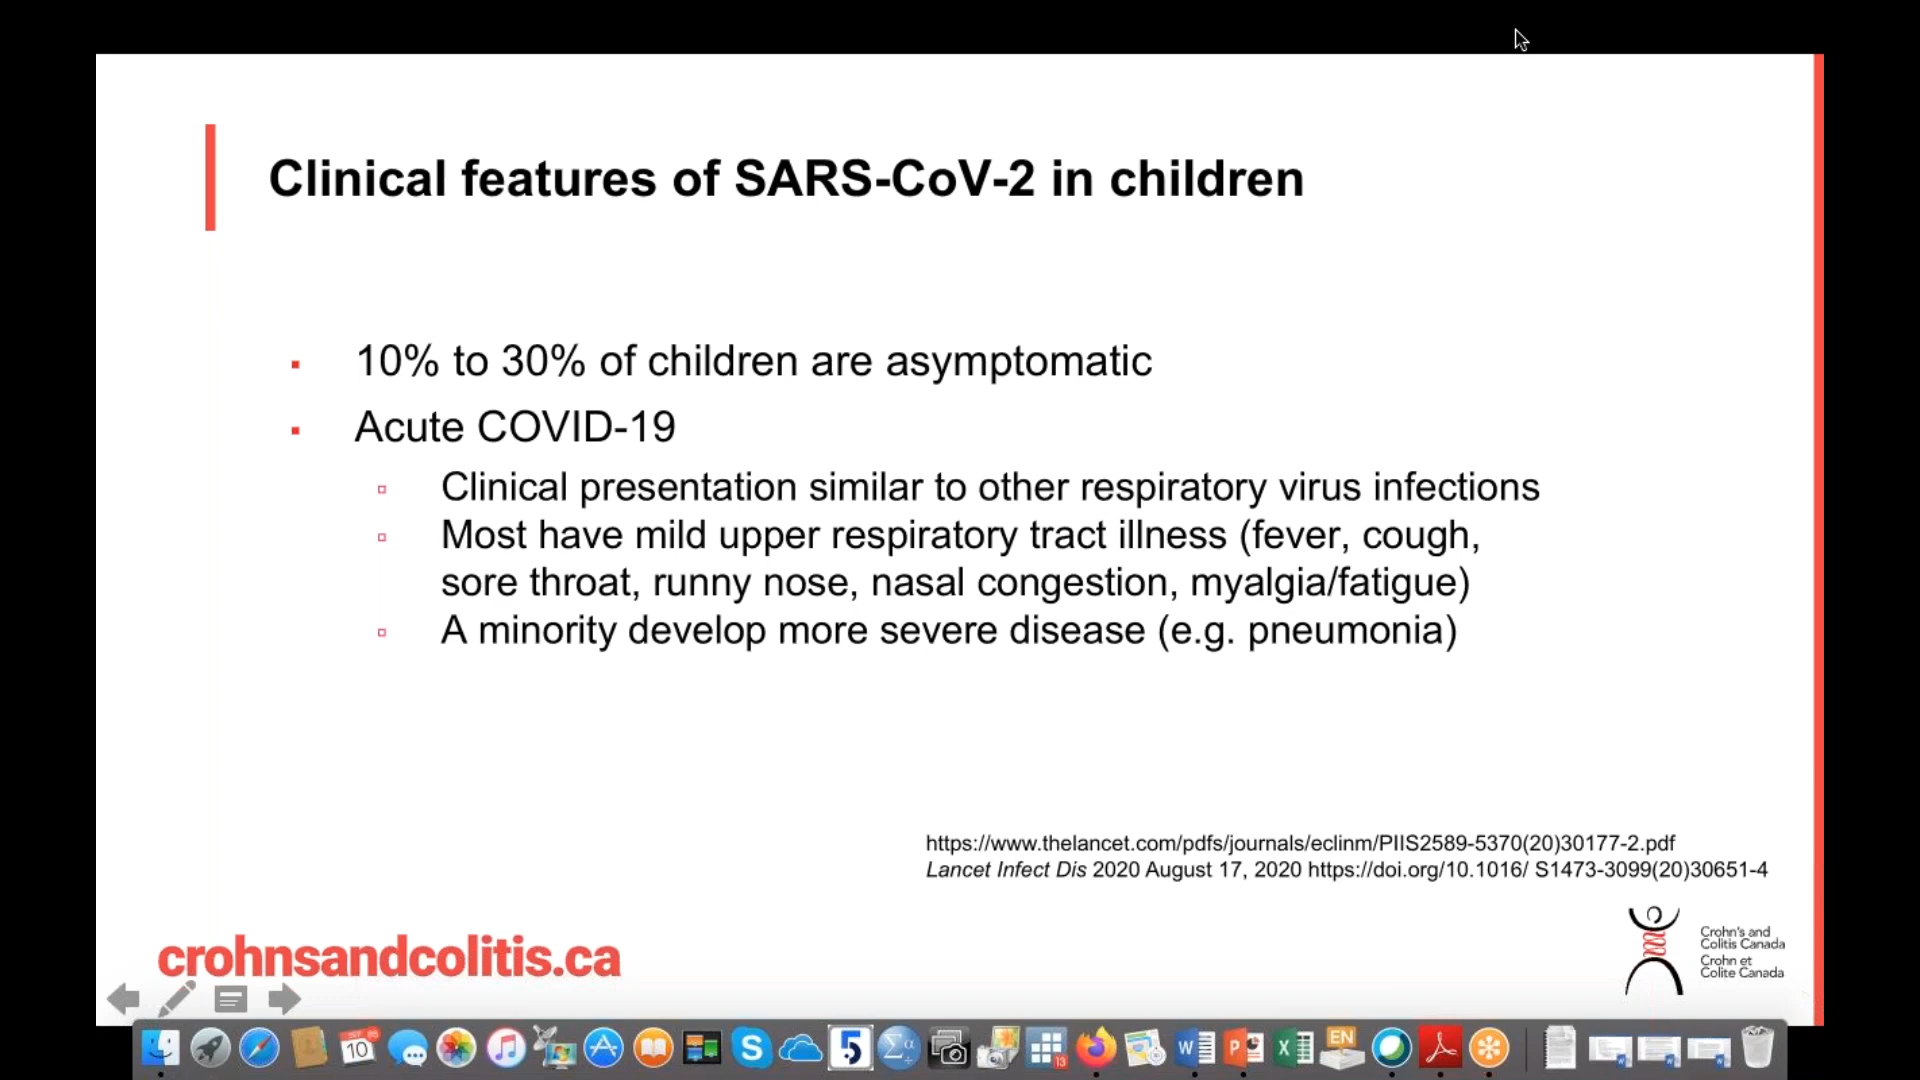 Clinical features of SARS-CoV-2 in children
10% to 30% of children are asymptomatic
Acute COVID-19
Clinical presentation similar to other respiratory virus infections
Most have mild upper respiratory tract illness (fever, cough,
sore throat, runny nose, nasal congestion, myalgia/fatigue)
A minority develop more severe disease (e.g. pneumonia)
https://www.thelancet.com/pdfs/journals/eclinm/PIIS2589-5370(20)30177-2.pdf
Lancet Infect Dis 2020 August 17, 2020 https://doi.org/10.1016/ S1473-3099(20)30651-4
crohnsandcolitis.ca
Crohn's and
Colitis Canada
Crohn et
Colite Canada
10
5
13
EN